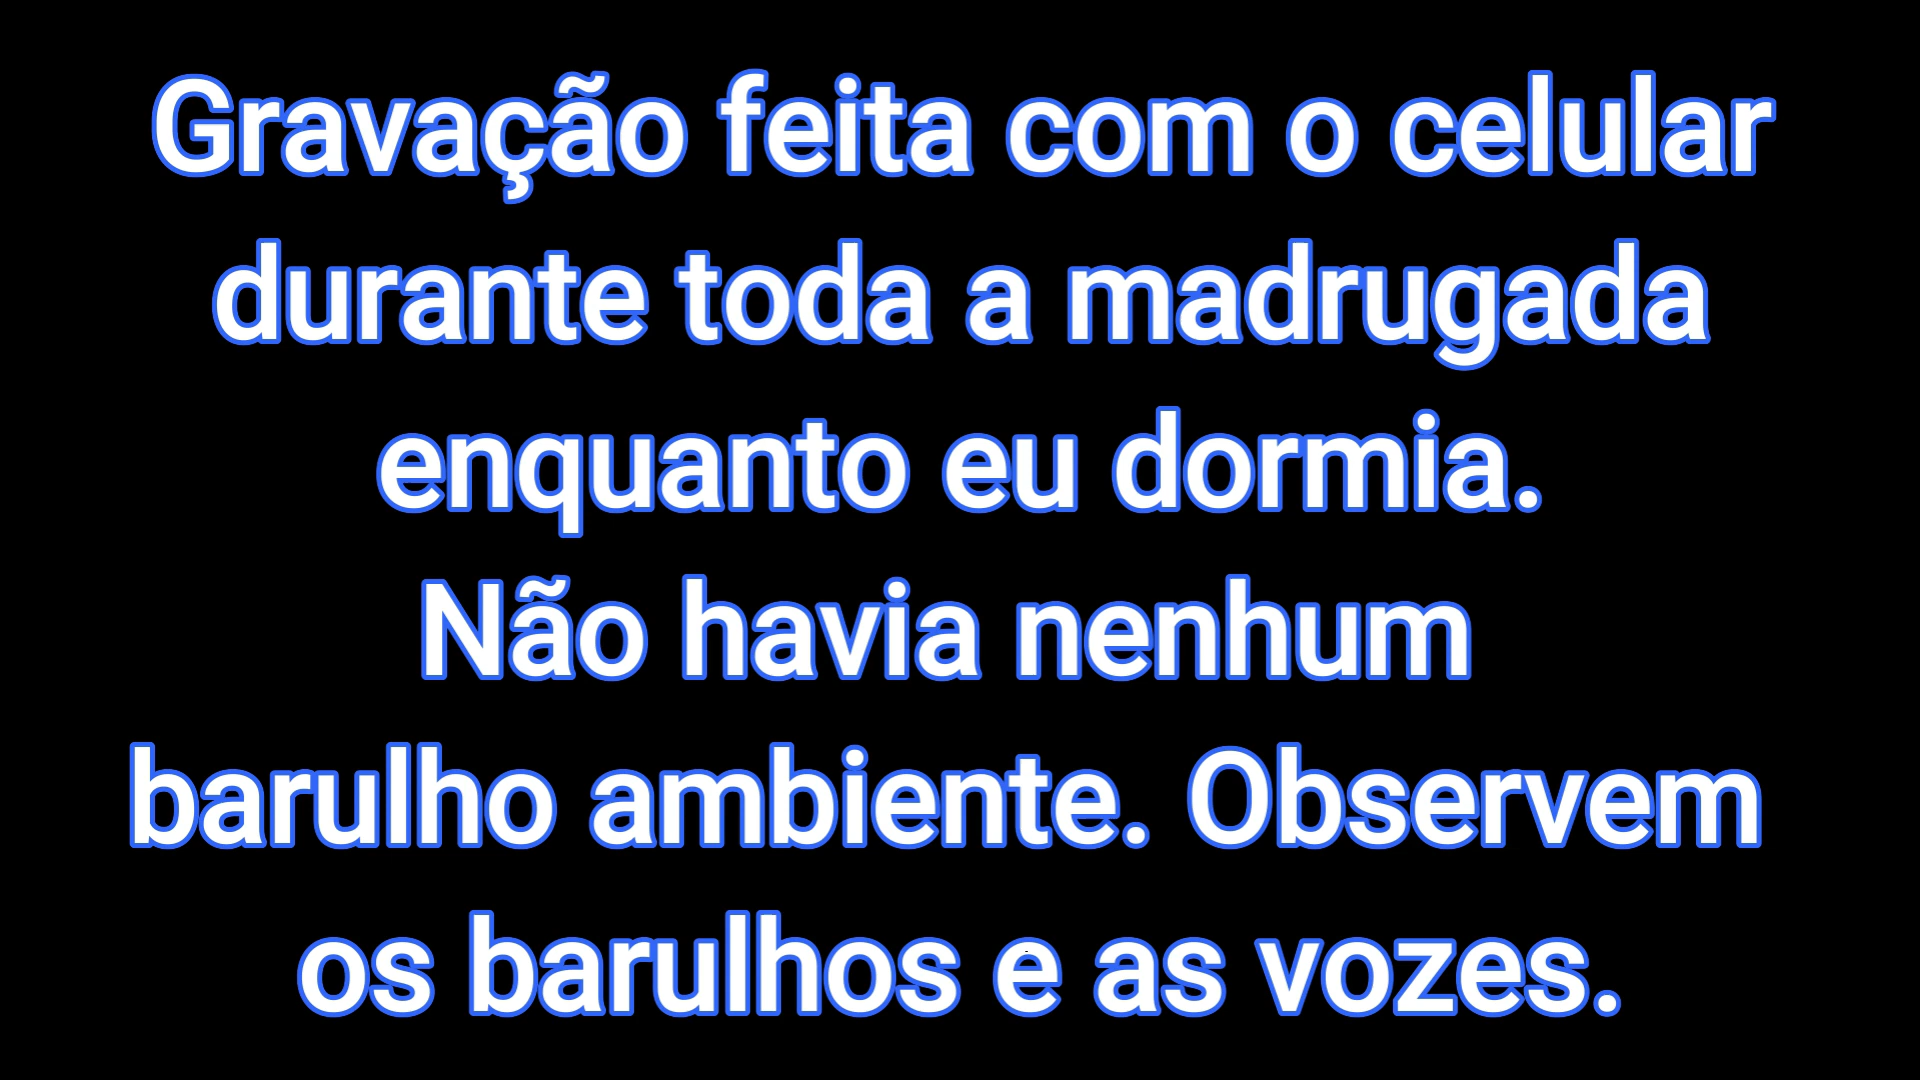 Gravação feita com o celular
durante toda a madrugada
enquanto eu dormia.
Não havia nenhum
barulho ambiente. Observem
os barulhos e as vozes.